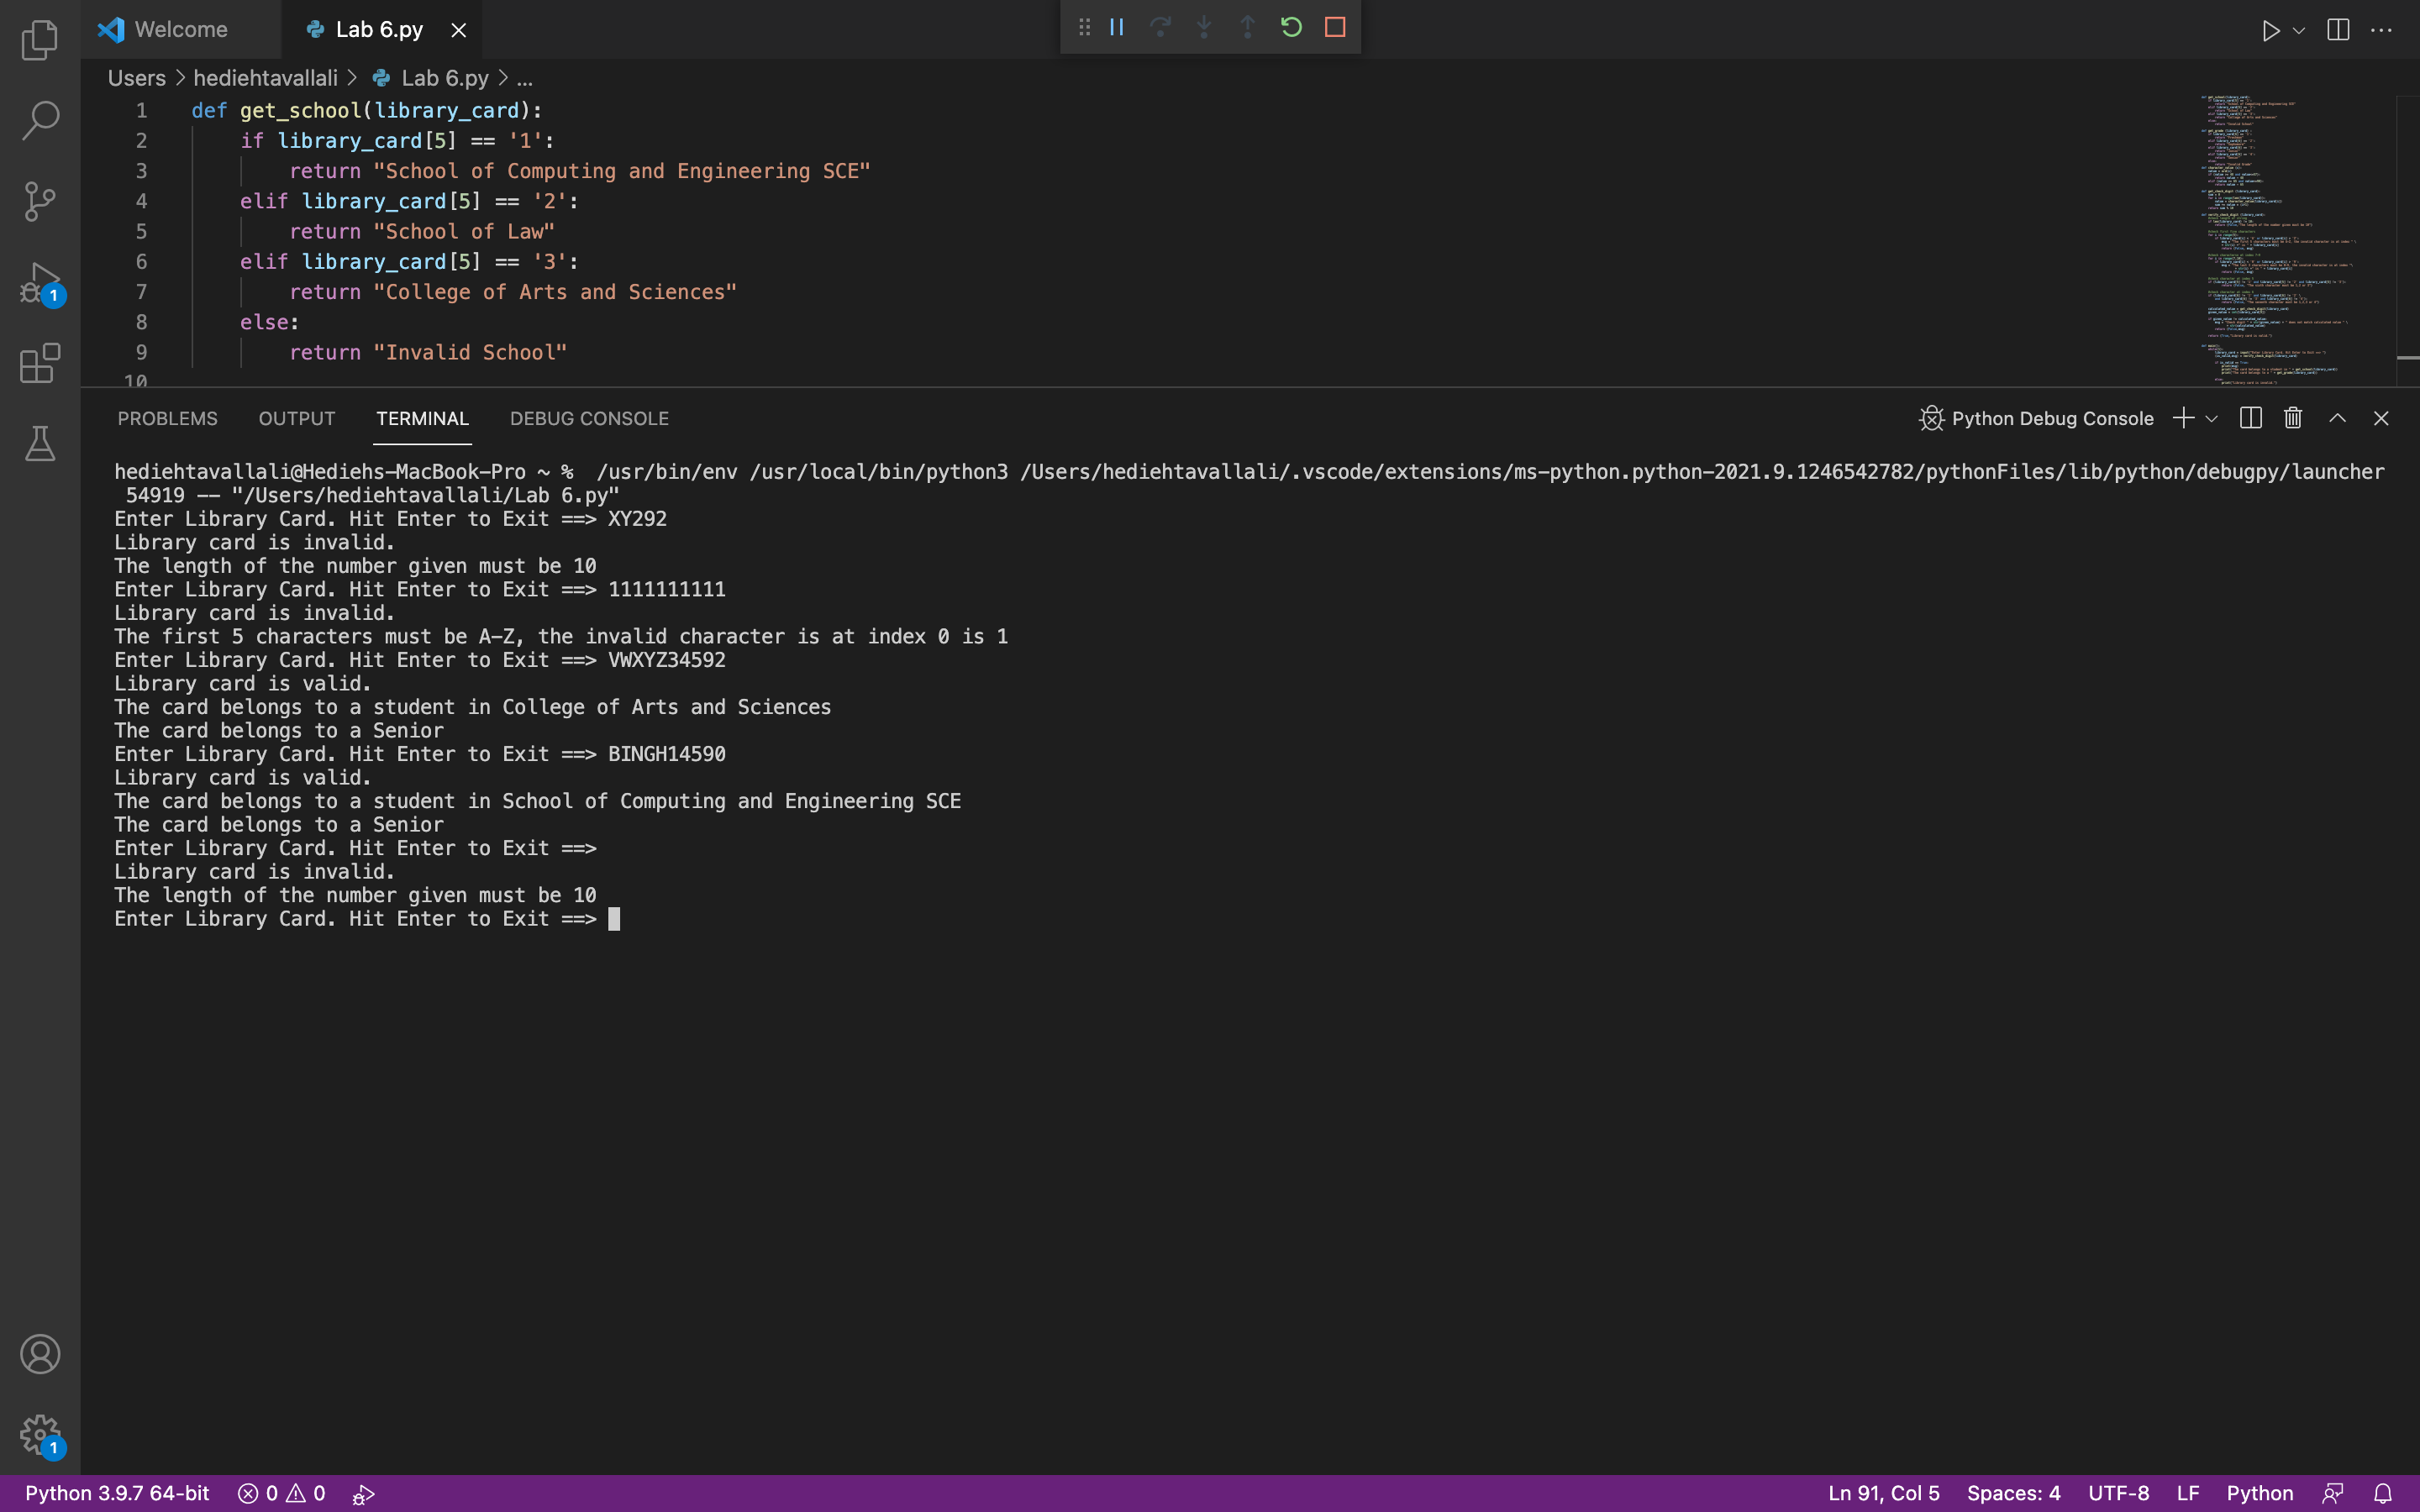 Welcome
Lab 6.py
Users > hediehtavallali > Lab 6.py > ...
1 def get_school(library_card):
2 if library_card[5] == '1':
3 return "School of Computing and Engineering SCE"
4 elif library_card[5] == '2':
5 return "School of Law"
6 elif library_card[5] == '3':
7 return "College of Arts and Sciences"
8 else:
9 return "Invalid School"
10
PROBLEMS OUTPUT TERMINAL DEBUG CONSOLE
Python Debug Console
hediehtavallali@Hediehs-MacBook-Pro ~ %  /usr/bin/env /usr/local/bin/python3 /Users/hediehtavallali/.vscode/extensions/ms-python.python-2021.9.1246542782/pythonFiles/lib/python/debugpy/launcher
54919 -- "/Users/hediehtavallali/Lab 6.py"
Enter Library Card. Hit Enter to Exit ==> XY292
Library card is invalid.
The length of the number given must be 10
Enter Library Card. Hit Enter to Exit ==> 1111111111
Library card is invalid.
The first 5 characters must be A-Z, the invalid character is at index 0 is 1
Enter Library Card. Hit Enter to Exit ==> VWXYZ34592
Library card is valid.
The card belongs to a student in College of Arts and Sciences
The card belongs to a Senior
Enter Library Card. Hit Enter to Exit ==> BINGH14590
Library card is valid.
The card belongs to a student in School of Computing and Engineering SCE
The card belongs to a Senior
Enter Library Card. Hit Enter to Exit ==>
Library card is invalid.
The length of the number given must be 10
Enter Library Card. Hit Enter to Exit ==>
1
1
Python 3.9.7 64-bit 0 0
Ln 91, Col 5 Spaces: 4 UTF-8 LF Python